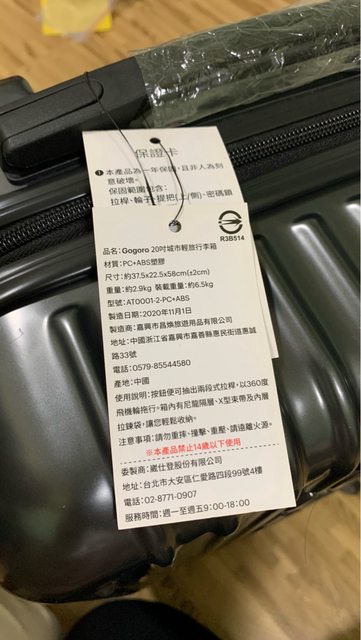 保證卡
❶本產品為一年保固，且非人為刻
意破壞。
保固範圍包含：
拉桿、輪子、提把(上/側)、密碼鎖
R3B514
品名：Gogoro 20吋城市輕旅行李箱
材質：PC+ABS塑膠
尺寸：約37.5x22.5x58cm(±2cm)
重量：約2.9kg 裝載重量：約6.5kg
型號：AT0001-2-PC+ABS
製造日期：2020年11月1日
製造商：嘉興市昌煥旅遊用品有限公司
地址：中國浙江省嘉興市嘉善縣惠民街道惠誠
路33號
電話：0579-85544580
產地：中國
使用說明：按鈕便可抽出兩段式拉桿，以360度
飛機輪拖行。箱內有尼龍隔層、X型束帶及內層
拉鍊袋，讓您輕鬆收納。
注意事項：請勿重摔、撞擊、重壓、請遠離火源。
※本產品禁止14歲以下使用
委製商：崴仕登股份有限公司
地址：台北市大安區仁愛路四段99號4樓
電話：02-8771-0907
服務時間：週一至週五9:00-18:00